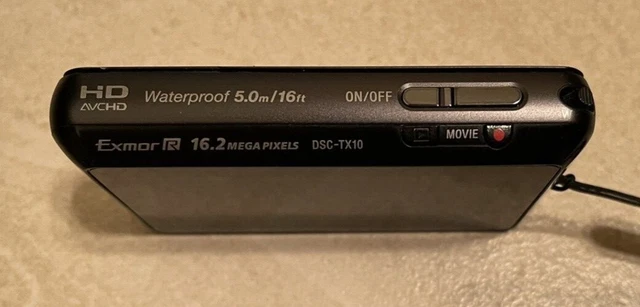 HD
AVCHD
Waterproof 5.0m/16ft
ON/OFF
Exmor R 16.2 MEGA PIXELS DSC-TX10
MOVIE